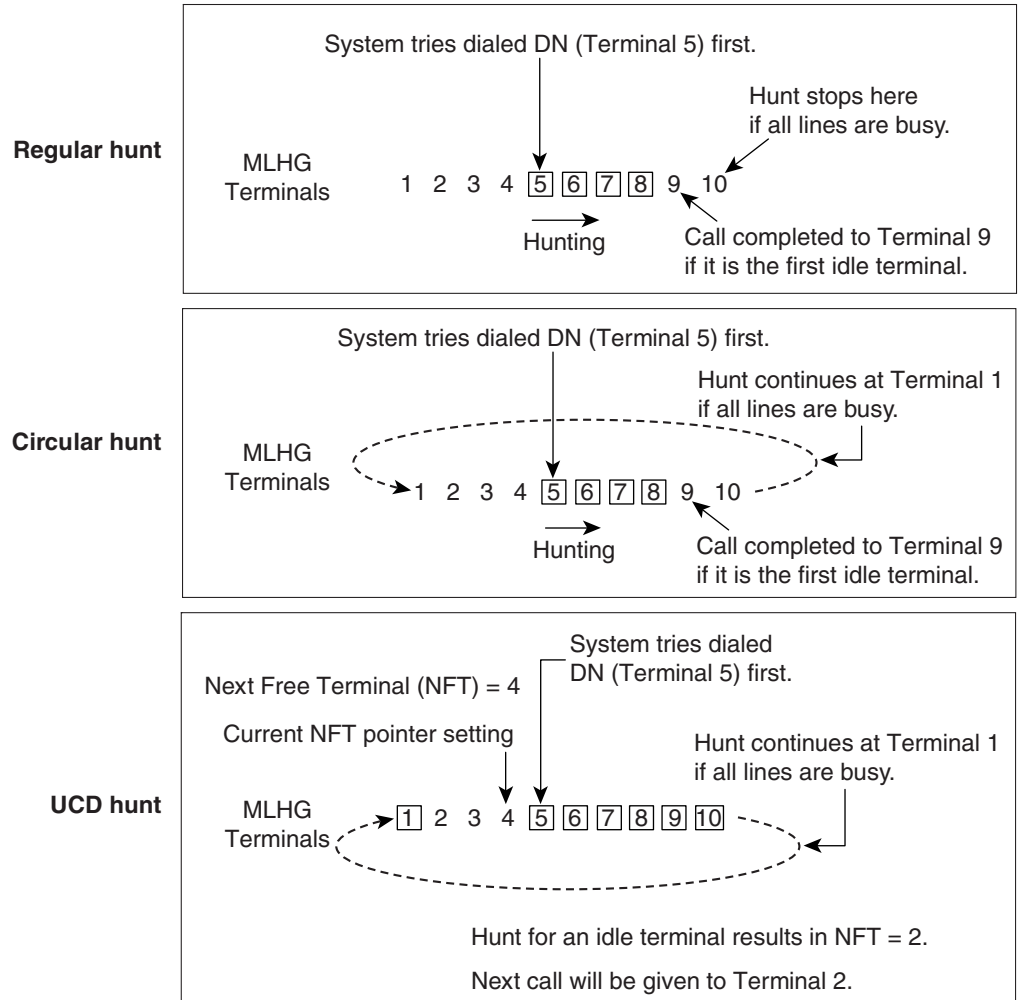 System tries dialed DN (Terminal 5) first.
Hunt stops here
if all lines are busy.
Regular hunt
MLHG
Terminals
1 2 3 4 5 6 7 8 9 10
Hunting
Call completed to Terminal 9
if it is the first idle terminal.
System tries dialed DN (Terminal 5) first.
Hunt continues at Terminal 1
if all lines are busy.
Circular hunt
MLHG
Terminals
1 2 3 4 5 6 7 8 9 10
Hunting
Call completed to Terminal 9
if it is the first idle terminal.
System tries dialed
DN (Terminal 5) first.
Next Free Terminal (NFT) = 4
Current NFT pointer setting
Hunt continues at Terminal 1
if all lines are busy.
UCD hunt
MLHG
Terminals
1 2 3 4 5 6 7 8 9 10
Hunt for an idle terminal results in NFT = 2.
Next call will be given to Terminal 2.